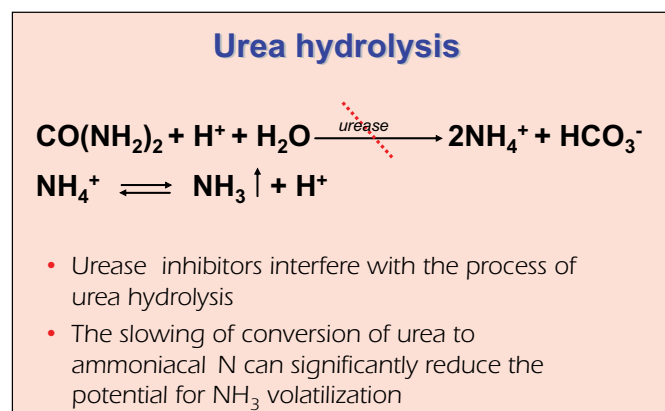 Urea hydrolysis
CO(NH₂)₂ + H⁺ + H₂O urease → 2NH₄⁺ + HCO₃⁻
NH₄⁺ ⇌ NH₃ ↑ + H⁺
• Urease inhibitors interfere with the process of
urea hydrolysis
• The slowing of conversion of urea to
ammoniacal N can significantly reduce the
potential for NH₃ volatilization